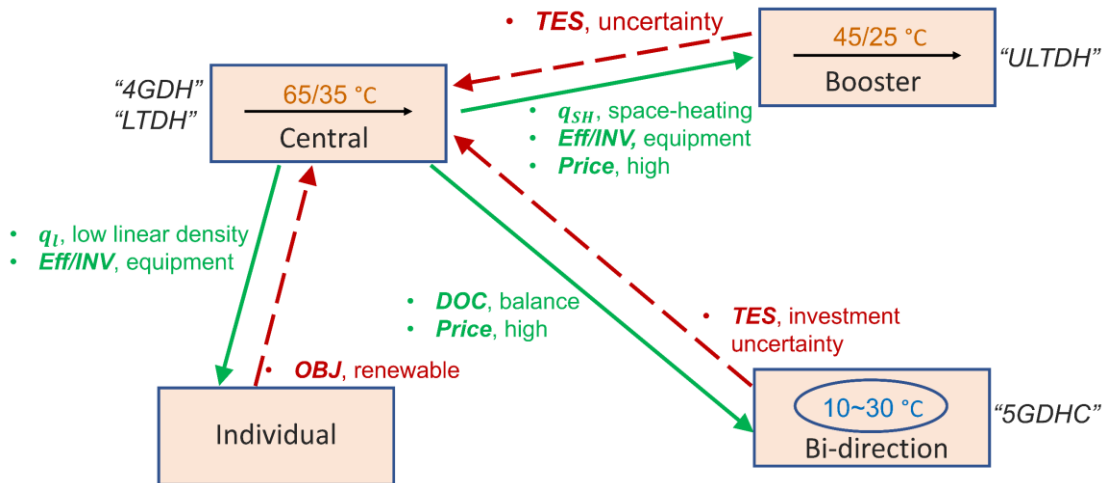 • TES, uncertainty
45/25 °C
Booster
“ULTDH”
“4GDH”
“LTDH”
65/35 °C
Central
• qSH, space-heating
• Eff/INV, equipment
• Price, high
• ql, low linear density
• Eff/INV, equipment
• DOC, balance
• Price, high
• TES, investment
uncertainty
• OBJ, renewable
Individual
10~30 °C
Bi-direction
“5GDHC”